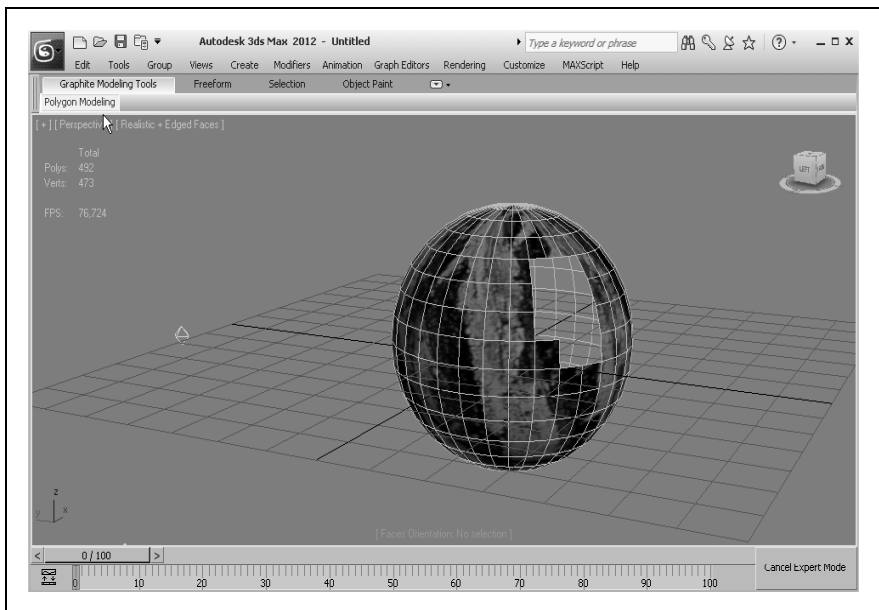 Autodesk 3ds Max 2012 - Untitled
Type a keyword or phrase
Edit Tools Group Views Create Modifiers Animation Graph Editors Rendering Customize MAXScript Help
Graphite Modeling Tools Freeform Selection Object Paint
Polygon Modeling
[ + ] [ Perspective [ Realistic + Edged Faces ]
Total
Polys: 492
Verts: 473
FPS: 76,724
LEFT
z
y x
[ Faces Orientation: No selection ]
< 0 / 100 >
0 10 20 30 40 50 60 70 80 90 100
Cancel Expert Mode